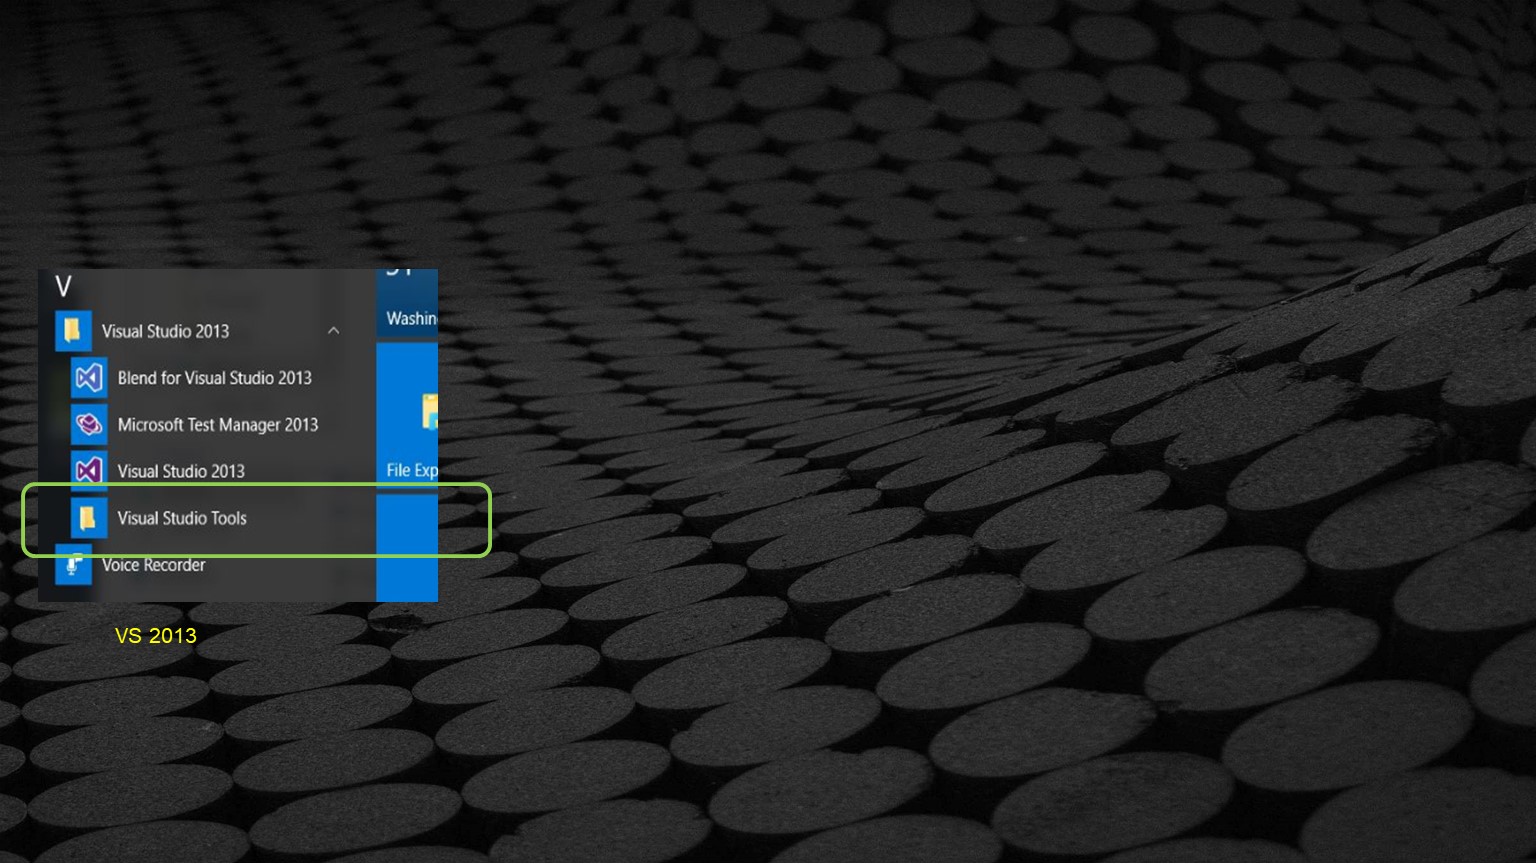 V
Visual Studio 2013
Blend for Visual Studio 2013
Microsoft Test Manager 2013
Visual Studio 2013
Visual Studio Tools
Voice Recorder
Washin
File Exp
VS 2013